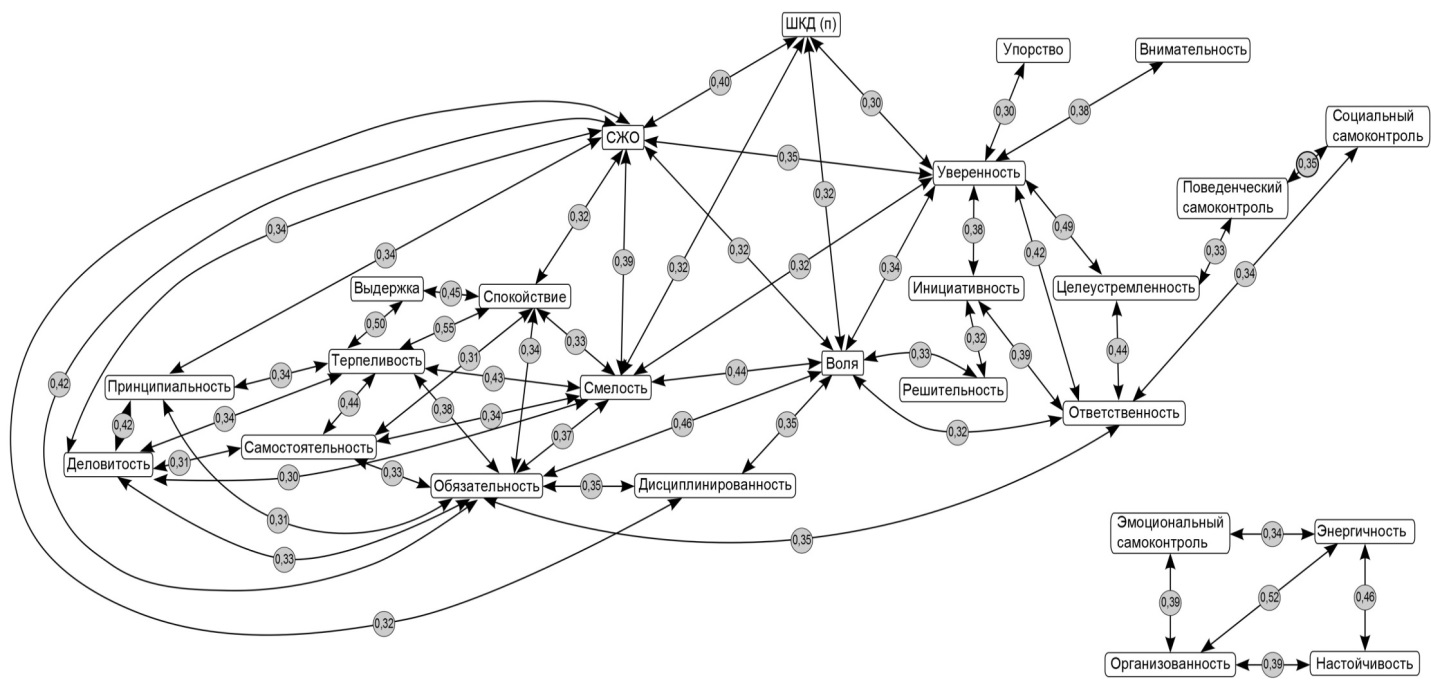 ШКД (п)
Упорство
Внимательность
0,40
0,30
0,30
0,38
Социальный
самоконтроль
СЖО
0,35
0,35
Уверенность
Поведенческий
самоконтроль
0,32
0,32
0,34
0,38
0,49
0,42
0,33
0,34
0,34
0,39
0,32
0,32
0,32
0,34
Выдержка
0,45
Спокойствие
Инициативность
Целеустремленность
0,50
0,55
0,31
0,34
0,33
0,32
0,39
0,44
Терпеливость
Воля
0,33
0,42
Принципиальность
0,34
0,43
Смелость
0,44
Решительность
0,44
0,38
0,34
Ответственность
0,42
0,34
0,37
0,46
0,35
0,32
Самостоятельность
Деловитость
0,31
0,30
0,33
Обязательность
0,35
Дисциплинированность
0,31
0,33
0,35
0,32
Эмоциональный
самоконтроль
0,34
Энергичность
0,39
0,52
0,46
Организованность
0,39
Настойчивость